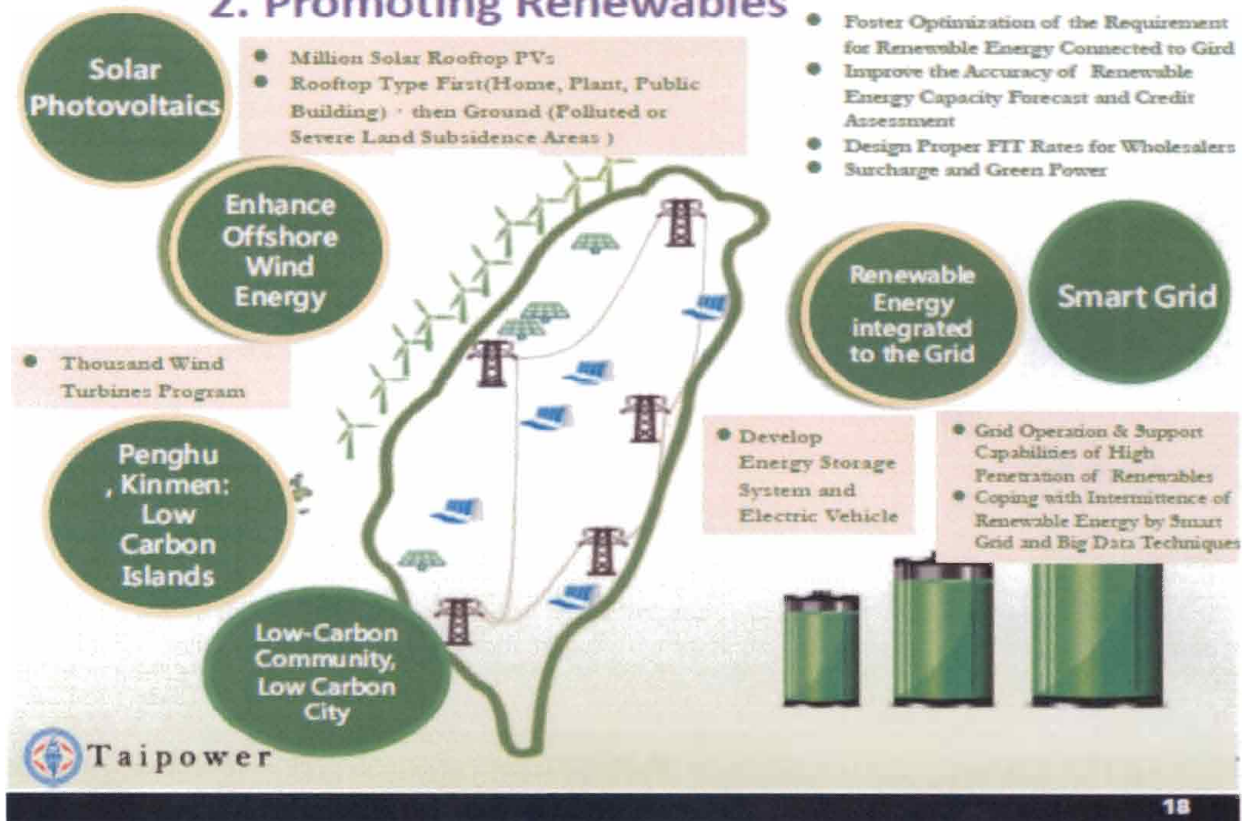 2. Promoting Renewables
Solar
Photovoltaics
● Million Solar Rooftop PVs
● Rooftop Type First(Home, Plant, Public
Building)，then Ground (Polluted or
Severe Land Subsidence Areas )
● Foster Optimization of the Requirement
for Renewable Energy Connected to Gird
● Improve the Accuracy of Renewable
Energy Capacity Forecast and Credit
Assessment
● Design Proper FIT Rates for Wholesalers
● Surcharge and Green Power
Enhance
Offshore
Wind
Energy
Renewable
Energy
integrated
to the Grid
Smart Grid
● Thousand Wind
Turbines Program
Penghu
, Kinmen:
Low
Carbon
Islands
● Develop
Energy Storage
System and
Electric Vehicle
● Grid Operation & Support
Capabilities of High
Penetration of Renewables
● Coping with Intermittence of
Renewable Energy by Smart
Grid and Big Data Techniques
Low-Carbon
Community,
Low Carbon
City
Taipower
18